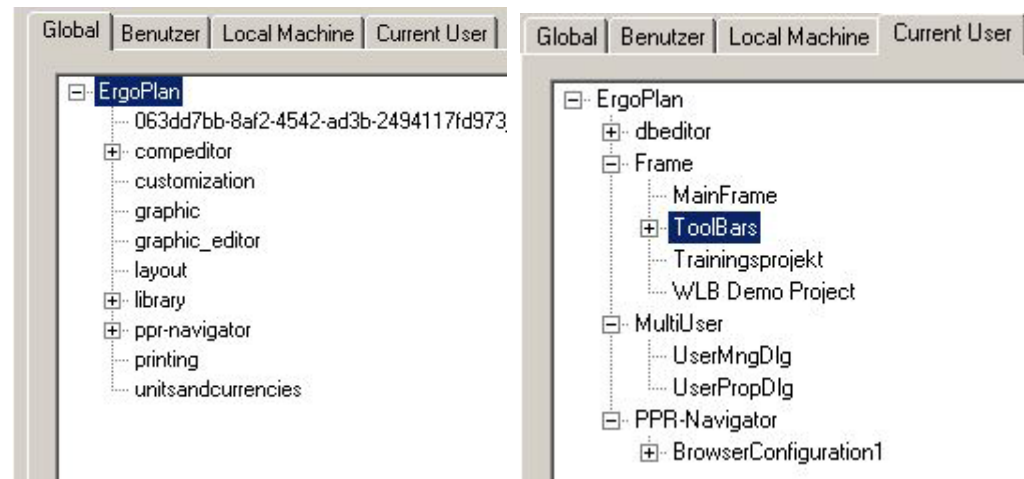 Global Benutzer Local Machine Current User
ErgoPlan
063dd7bb-8af2-4542-ad3b-2494117fd973_
compeditor
customization
graphic
graphic_editor
layout
library
ppr-navigator
printing
unitsandcurrencies
Global Benutzer Local Machine Current User
ErgoPlan
dbeditor
Frame
MainFrame
ToolBars
Trainingsprojekt
WLB Demo Project
MultiUser
UserMngDlg
UserPropDlg
PPR-Navigator
BrowserConfiguration1